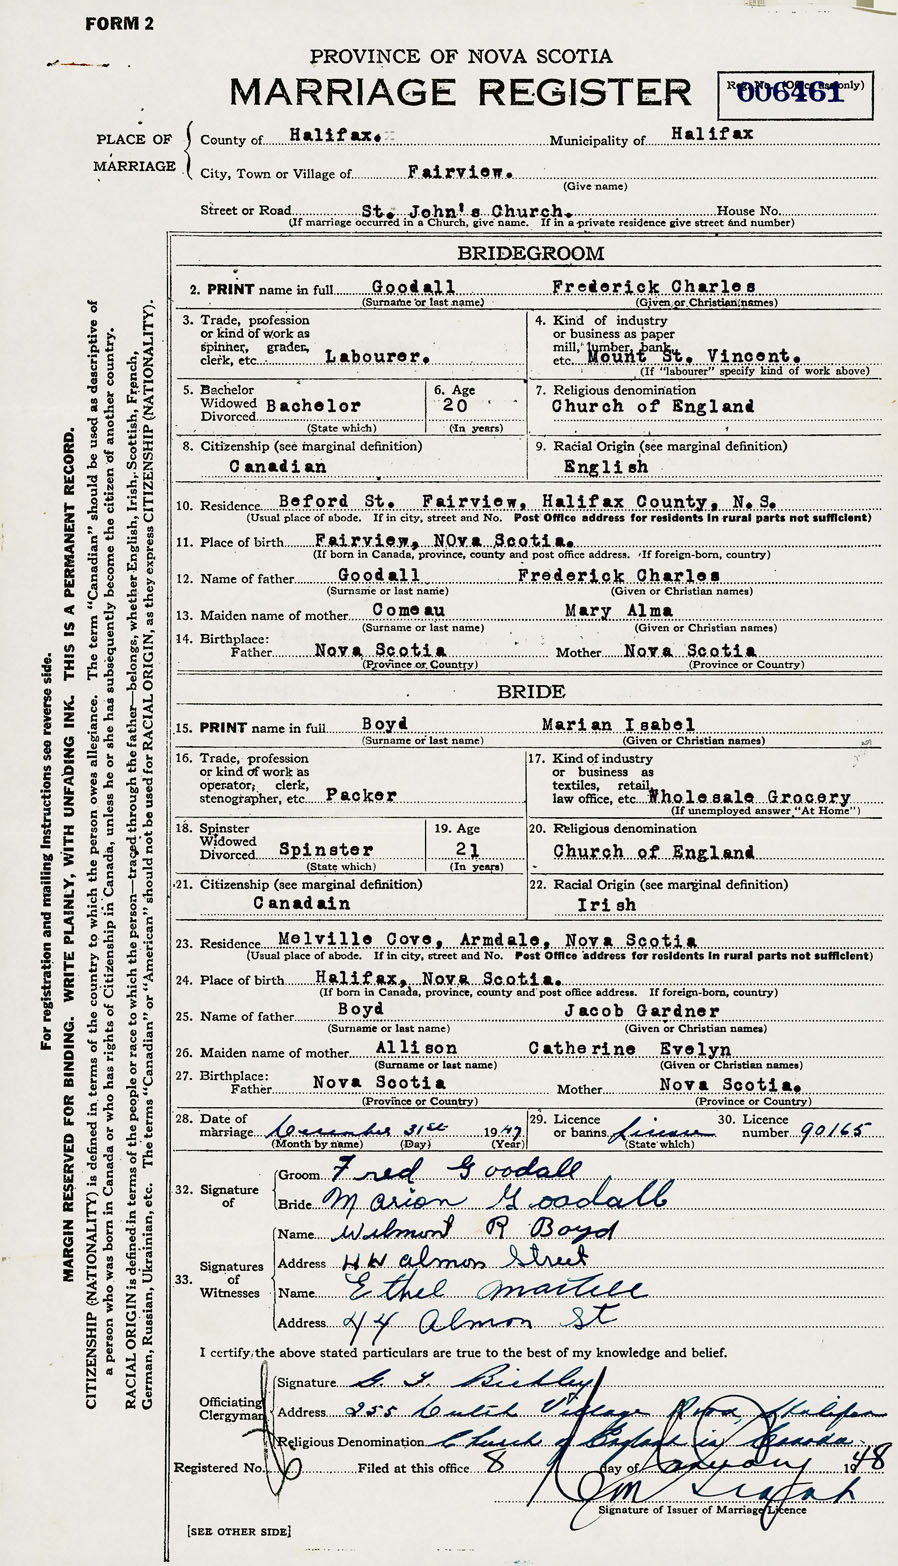 FORM 2
PROVINCE OF NOVA SCOTIA
MARRIAGE REGISTER
Reg. No. (Office use only)
006461
PLACE OF MARRIAGE
County of Halifax. Municipality of Halifax
City, Town or Village of Fairview.
(Give name)
Street or Road St. John's Church. House No.
(If marriage occurred in a Church, give name. If in a private residence give street and number)
BRIDEGROOM
2. PRINT name in full Goodall Frederick Charles
(Surname or last name) (Given or Christian names)
3. Trade, profession or kind of work as spinner, grader, clerk, etc. Labourer.
4. Kind of industry or business as paper mill, lumber, bank, etc. Mount St. Vincent.
(If "labourer" specify kind of work above)
5. Bachelor Widowed Divorced Bachelor
(State which)
6. Age 20
(In years)
7. Religious denomination
Church of England
8. Citizenship (see marginal definition)
Canadian
9. Racial Origin (see marginal definition)
English
10. Residence Beford St. Fairview, Halifax County, N.S.
(Usual place of abode. If in city, street and No. Post Office address for residents in rural parts not sufficient)
11. Place of birth Fairview, NOva Scotia.
(If born in Canada, province, county and post office address. If foreign-born, country)
12. Name of father Goodall Frederick Charles
(Surname or last name) (Given or Christian names)
13. Maiden name of mother Comeau Mary Alma
(Surname or last name) (Given or Christian names)
14. Birthplace:
Father Nova Scotia Mother Nova Scotia
(Province or Country) (Province or Country)
BRIDE
15. PRINT name in full Boyd Marian Isabel
(Surname or last name) (Given or Christian names)
16. Trade, profession or kind of work as operator, clerk, stenographer, etc Packer
17. Kind of industry or business as textiles, retail, law office, etc. Wholesale Grocery
(If unemployed answer "At Home")
18. Spinster Widowed Divorced Spinster
(State which)
19. Age 21
(In years)
20. Religious denomination
Church of England
21. Citizenship (see marginal definition)
Canadain
22. Racial Origin (see marginal definition)
Irish
23. Residence Melville Cove, Armdale, Nova Scotia
(Usual place of abode. If in city, street and No. Post Office address for residents in rural parts not sufficient)
24. Place of birth Halifax, Nova Scotia.
(If born in Canada, province, county and post office address. If foreign-born, country)
25. Name of father Boyd Jacob Gardner
(Surname or last name) (Given or Christian names)
26. Maiden name of mother Allison Catherine Evelyn
(Surname or last name) (Given or Christian names)
27. Birthplace:
Father Nova Scotia Mother Nova Scotia.
(Province or Country) (Province or Country)
28. Date of marriage December 31st 1947
(Month by name) (Day) (Year)
29. Licence or banns License
(State which)
30. Licence number 90165
32. Signature of
Groom Fred Goodall
Bride Marion Goodall
33. Signatures of Witnesses
Name Wilmont R Boyd
Address 44 Almon Street
Name Ethel Martell
Address 44 Almon St
I certify the above stated particulars are true to the best of my knowledge and belief.
Officiating Clergyman
Signature
Address 255 Dutch Village Road, Halifax
Religious Denomination Church of England in Canada.
Registered No. Filed at this office 8 day of January 1948
Signature of Issuer of Marriage Licence
[SEE OTHER SIDE]
For registration and mailing instructions see reverse side.
MARGIN RESERVED FOR BINDING. WRITE PLAINLY, WITH UNFADING INK. THIS IS A PERMANENT RECORD.
CITIZENSHIP (NATIONALITY) is defined in terms of the country to which the person owes allegiance. The term "Canadian" should be used as descriptive of
a person who was born in Canada or who has rights of Citizenship in Canada, unless he or she has subsequently become the citizen of another country.
RACIAL ORIGIN is defined in terms of the people or race to which the person—traced through the father—belongs, whether English, Irish, Scottish, French,
German, Russian, Ukrainian, etc. The terms "Canadian" or "American" should not be used for RACIAL ORIGIN, as they express CITIZENSHIP (NATIONALITY).